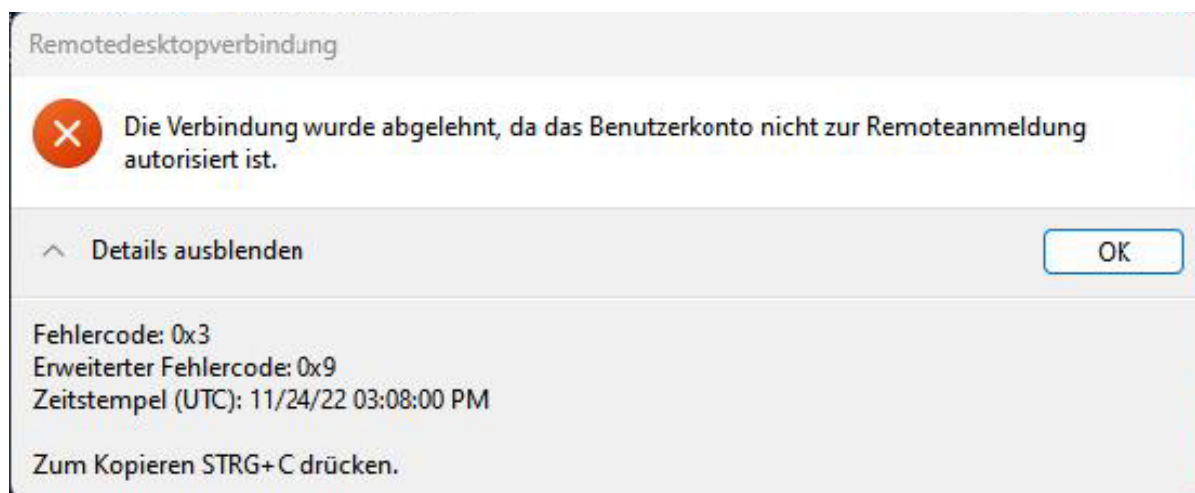 Remotedesktopverbindung
Die Verbindung wurde abgelehnt, da das Benutzerkonto nicht zur Remoteanmeldung
autorisiert ist.
Details ausblenden
OK
Fehlercode: 0x3
Erweiterter Fehlercode: 0x9
Zeitstempel (UTC): 11/24/22 03:08:00 PM
Zum Kopieren STRG+C drücken.